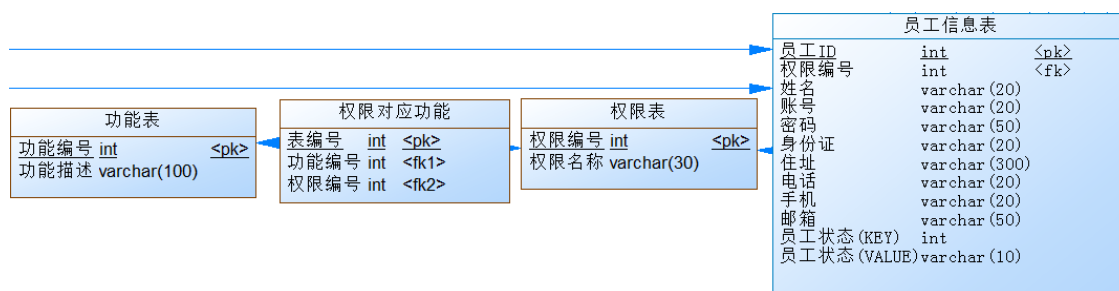 功能表
功能编号 int <pk>
功能描述 varchar(100)
权限对应功能
表编号 int <pk>
功能编号 int <fk1>
权限编号 int <fk2>
权限表
权限编号 int <pk>
权限名称 varchar(30)
员工信息表
员工ID int <pk>
权限编号 int <fk>
姓名 varchar(20)
账号 varchar(20)
密码 varchar(50)
身份证 varchar(20)
住址 varchar(300)
电话 varchar(20)
手机 varchar(20)
邮箱 varchar(50)
员工状态(KEY) int
员工状态(VALUE) varchar(10)